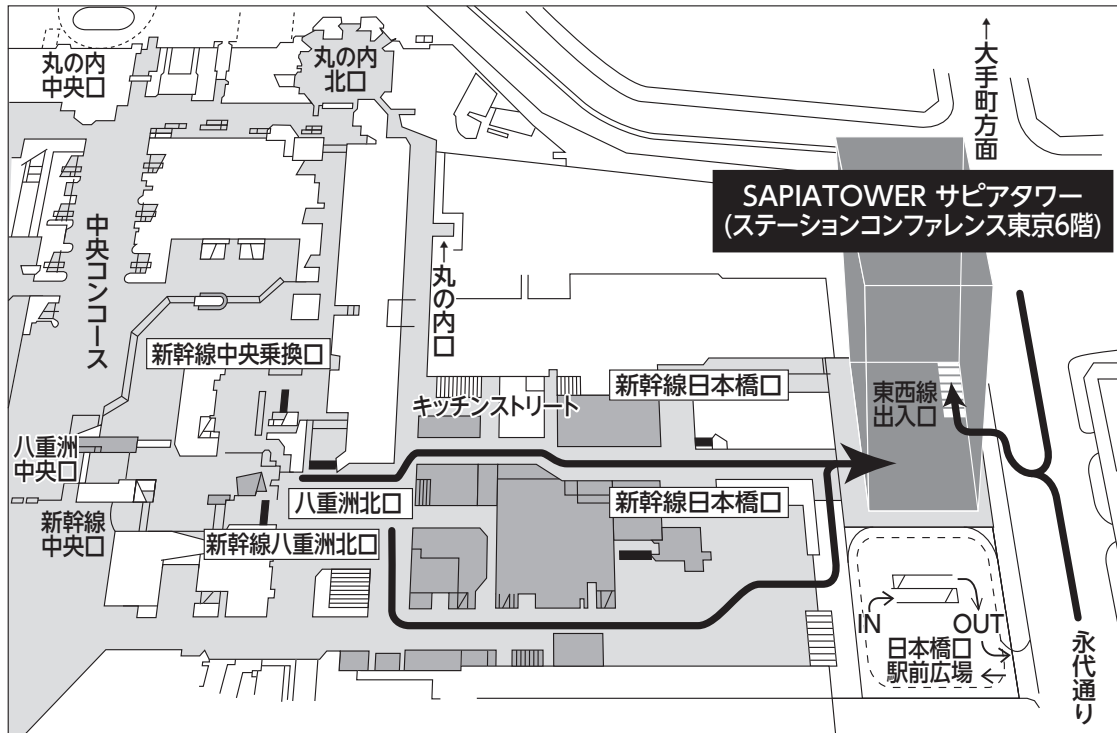 丸の内
中央口
丸の内
北口
↑大手町方面
SAPIATOWER サピアタワー
(ステーションコンファレンス東京6階)
中央コンコース
↑丸の内口
新幹線中央乗換口
キッチンストリート
新幹線日本橋口
東西線
出入口
八重洲
中央口
八重洲北口
新幹線日本橋口
新幹線
中央口
新幹線八重洲北口
IN
OUT
日本橋口
駅前広場
永代通り